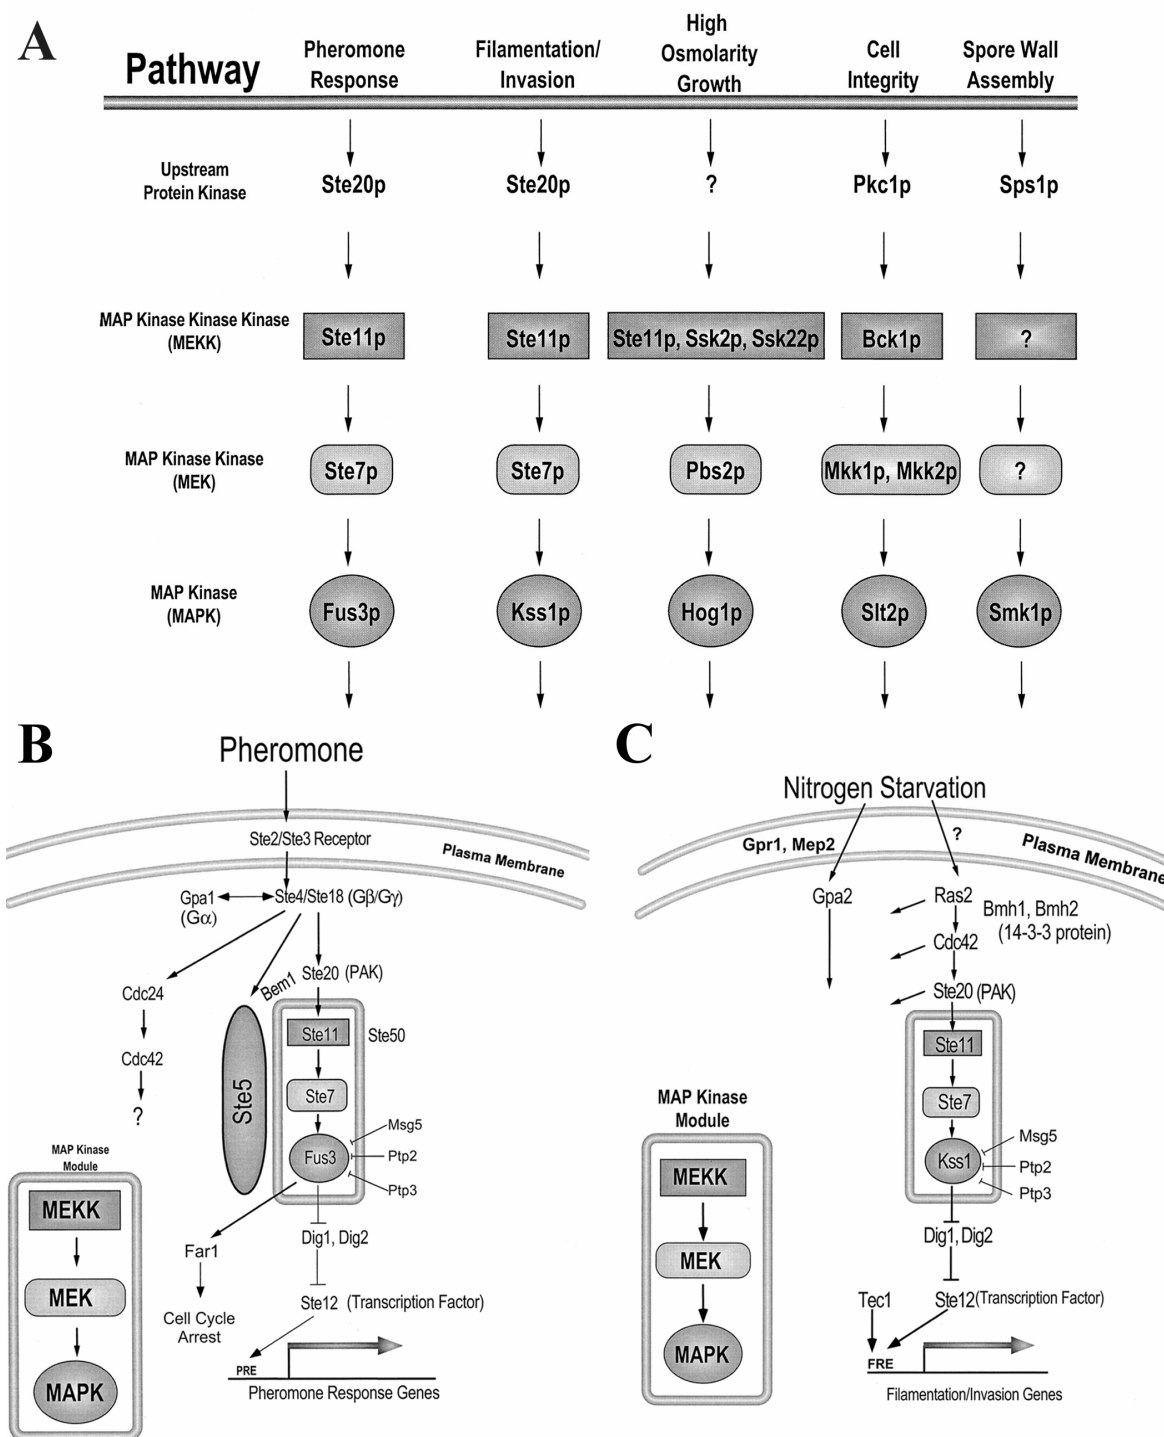 A
Pathway
Pheromone
Response
Filamentation/
Invasion
High
Osmolarity
Growth
Cell
Integrity
Spore Wall
Assembly
Upstream
Protein Kinase
Ste20p
Ste20p
?
Pkc1p
Sps1p
MAP Kinase Kinase Kinase
(MEKK)
Ste11p
Ste11p
Ste11p, Ssk2p, Ssk22p
Bck1p
?
MAP Kinase Kinase
(MEK)
Ste7p
Ste7p
Pbs2p
Mkk1p, Mkk2p
?
MAP Kinase
(MAPK)
Fus3p
Kss1p
Hog1p
Slt2p
Smk1p
B
Pheromone
Ste2/Ste3 Receptor
Plasma Membrane
Gpa1
(Gα)
Ste4/Ste18 (Gβ/Gγ)
Bem1
Ste20 (PAK)
Cdc24
Cdc42
?
Ste5
Ste11
Ste50
Ste7
Fus3
Msg5
Ptp2
Ptp3
MAP Kinase
Module
MEKK
MEK
MAPK
Far1
Cell Cycle
Arrest
Dig1, Dig2
Ste12 (Transcription Factor)
PRE
Pheromone Response Genes
C
Nitrogen Starvation
Gpr1, Mep2
?
Plasma Membrane
Gpa2
Ras2
Bmh1, Bmh2
(14-3-3 protein)
Cdc42
Ste20 (PAK)
Ste11
Ste7
Kss1
Msg5
Ptp2
Ptp3
MAP Kinase
Module
MEKK
MEK
MAPK
Dig1, Dig2
Tec1
Ste12(Transcription Factor)
FRE
Filamentation/Invasion Genes